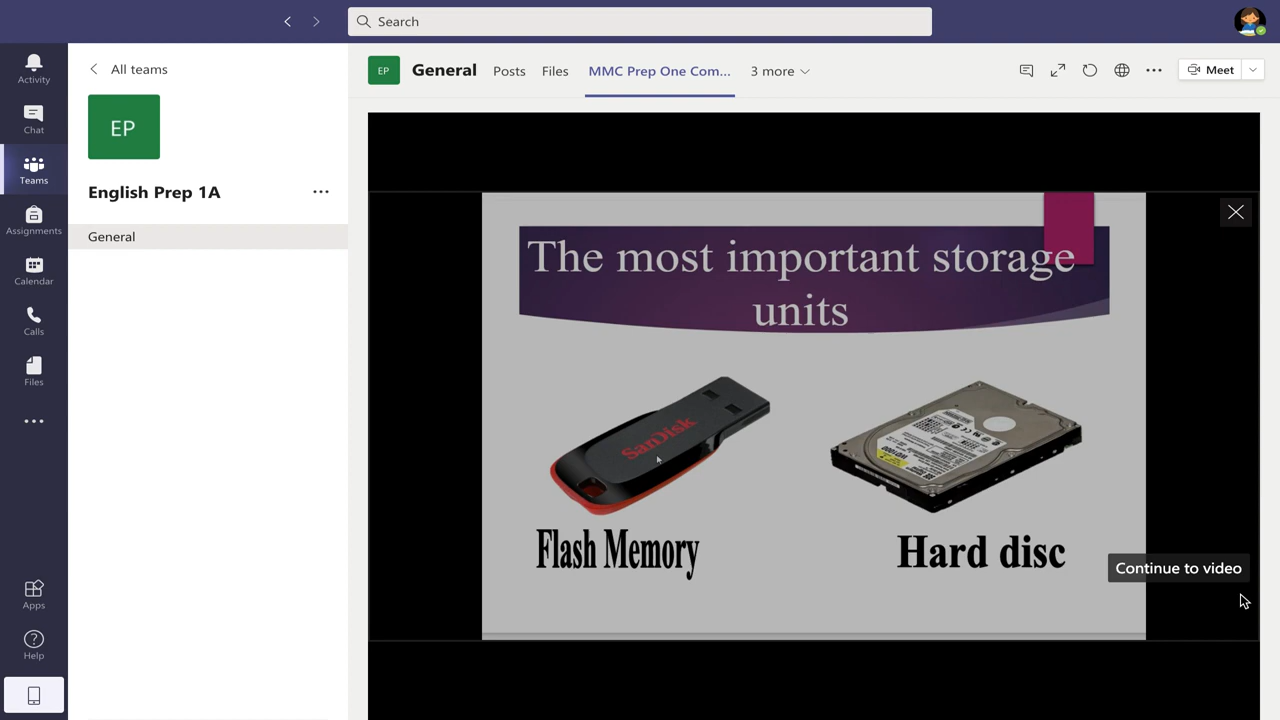 Search
Activity
Chat
Teams
Assignments
Calendar
Calls
Files
Apps
Help
All teams
EP
English Prep 1A
General
EP
General
Posts
Files
MMC Prep One Com...
3 more
Meet
The most important storage
units
SanDisk
Flash Memory
Hard disc
Continue to video